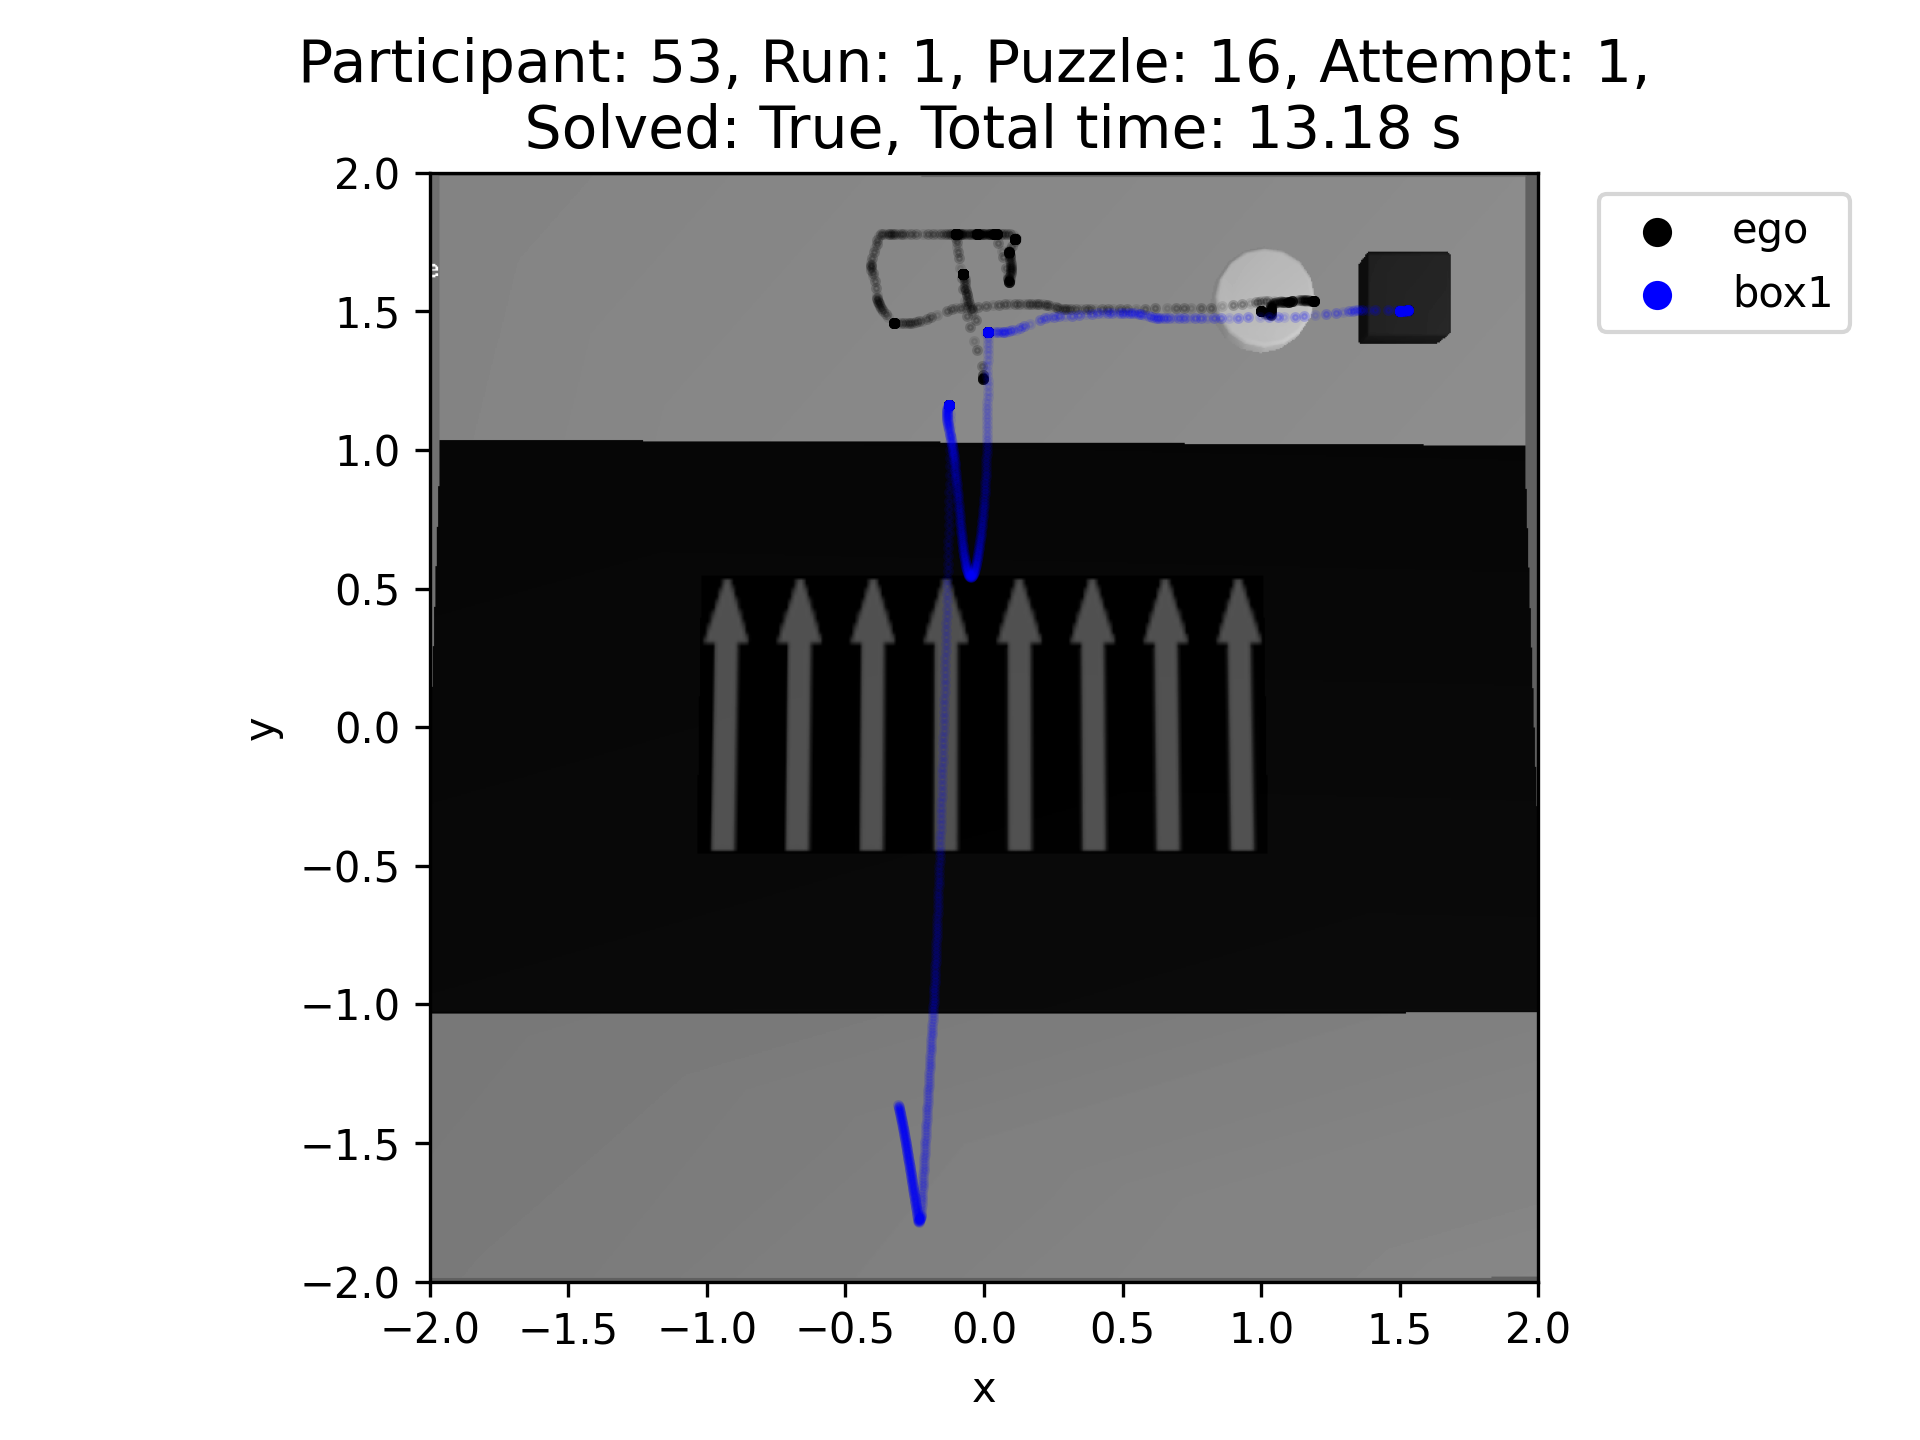 Participant: 53, Run: 1, Puzzle: 16, Attempt: 1,
Solved: True, Total time: 13.18 s
ego
box1
2.0
1.5
1.0
0.5
0.0
−0.5
−1.0
−1.5
−2.0
y
−2.0 −1.5 −1.0 −0.5 0.0 0.5 1.0 1.5 2.0
x